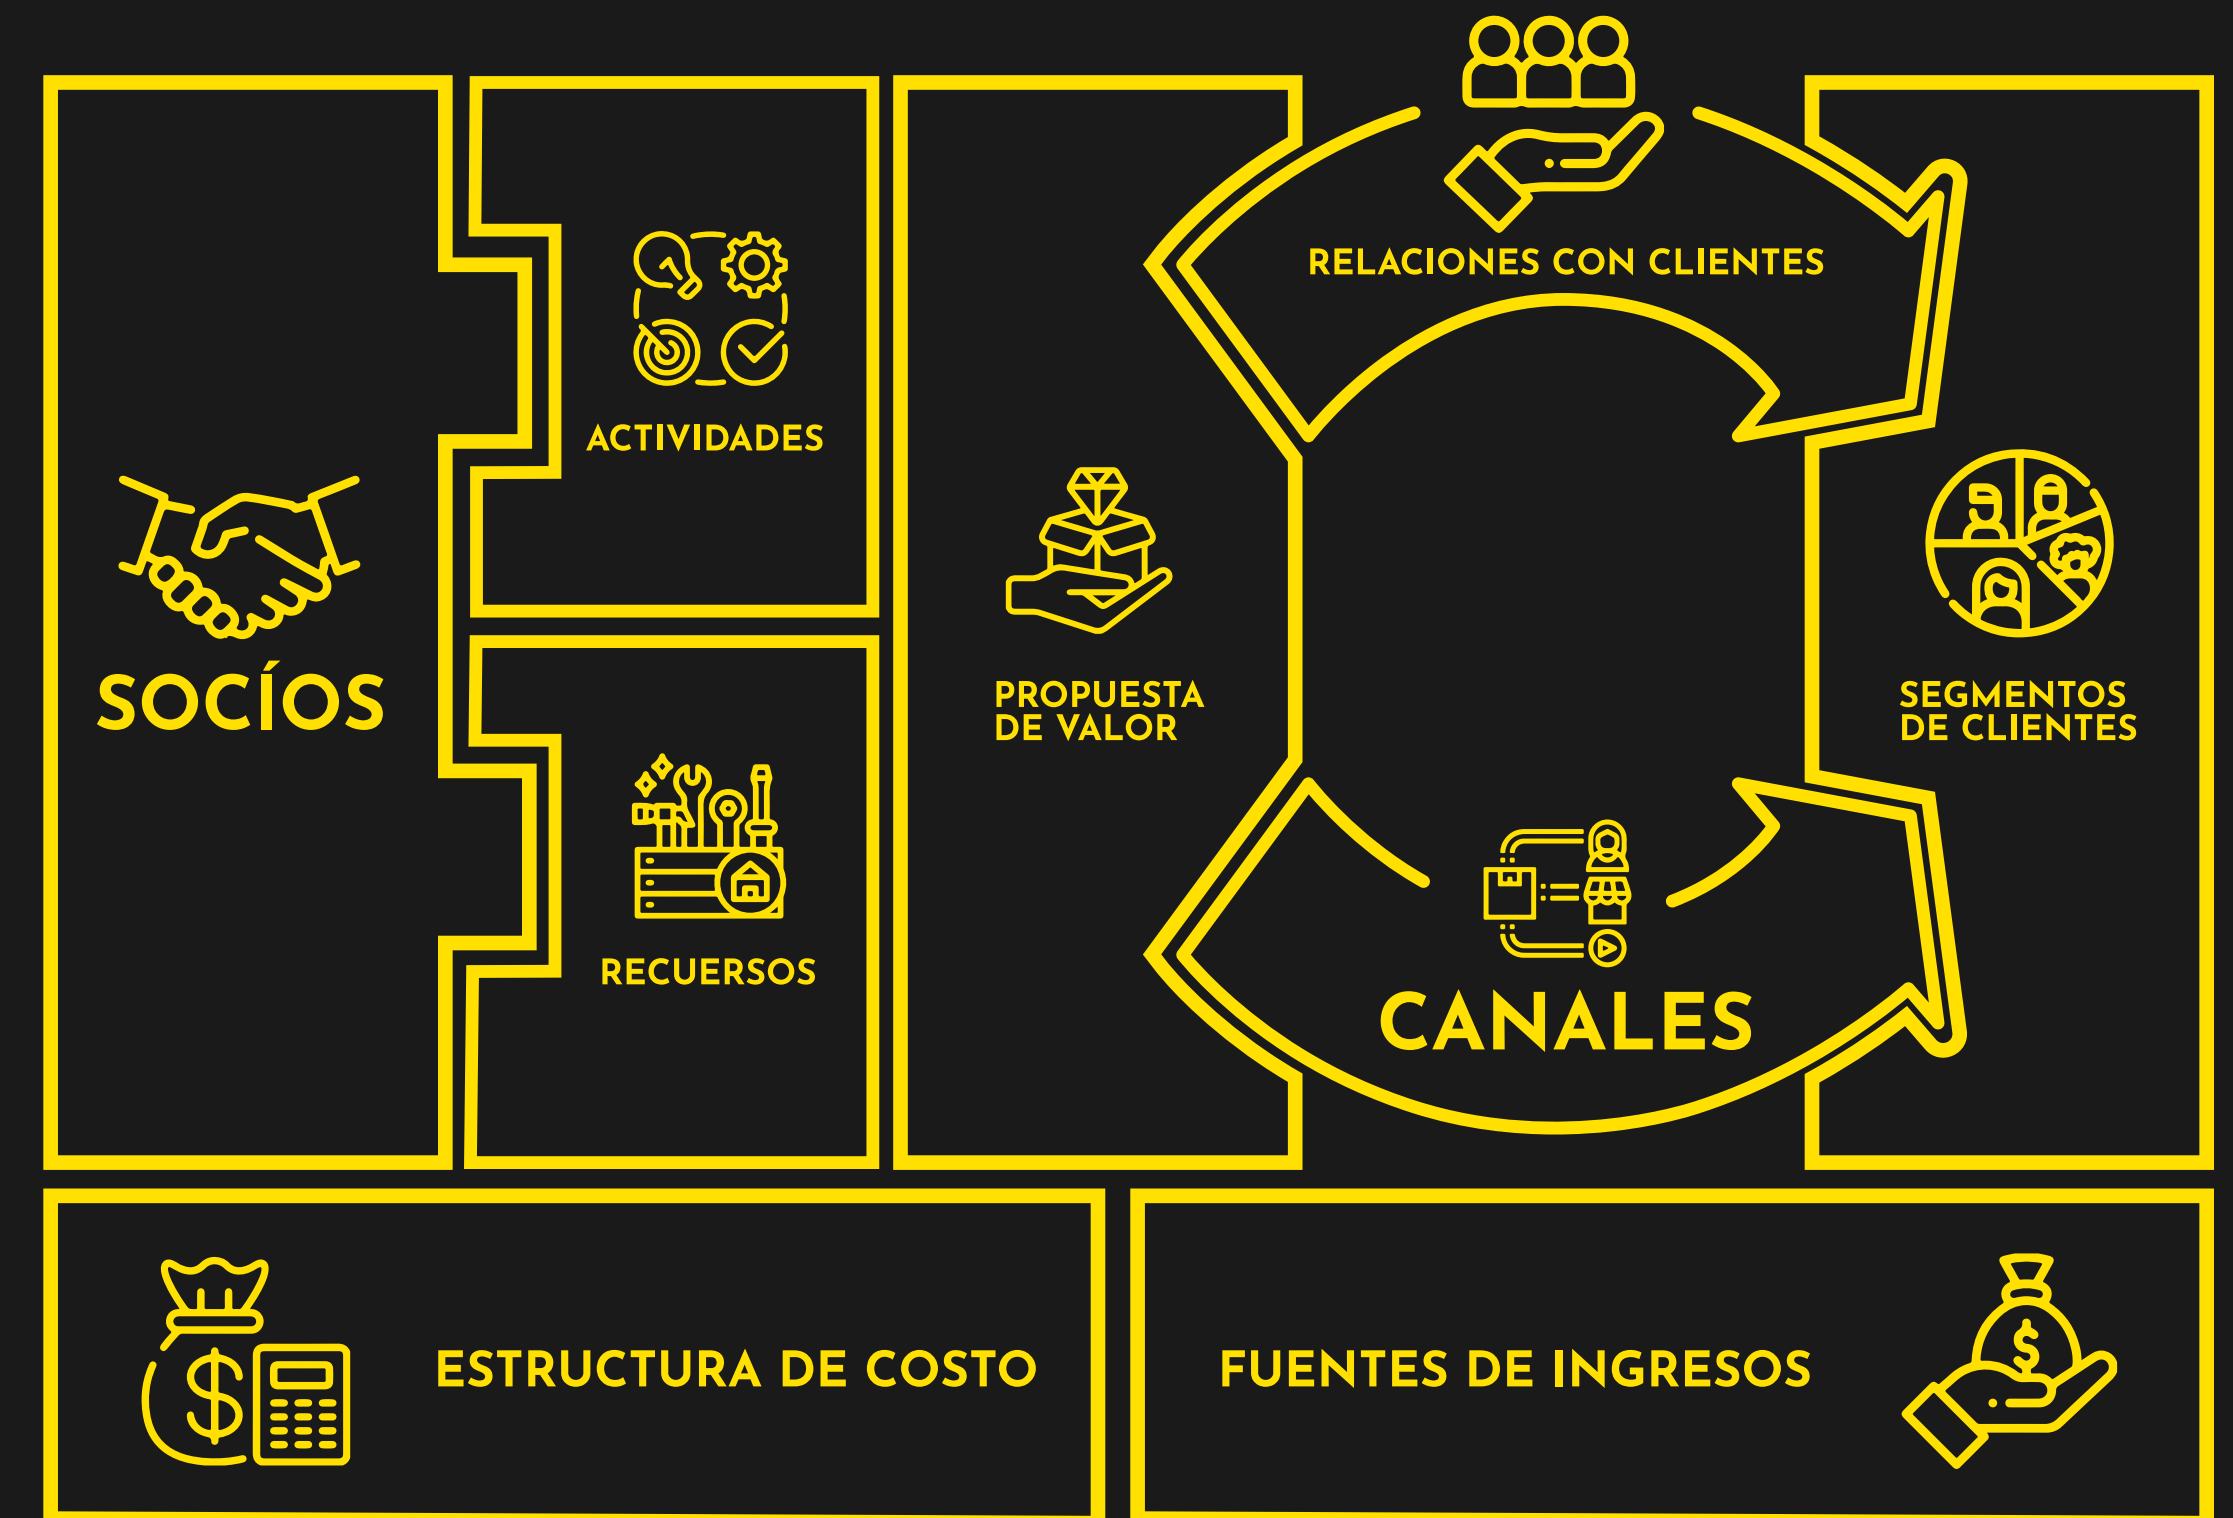 RELACIONES CON CLIENTES
ACTIVIDADES
SOCÍOS
PROPUESTA
DE VALOR
SEGMENTOS
DE CLIENTES
RECUERSOS
CANALES
ESTRUCTURA DE COSTO
FUENTES DE INGRESOS